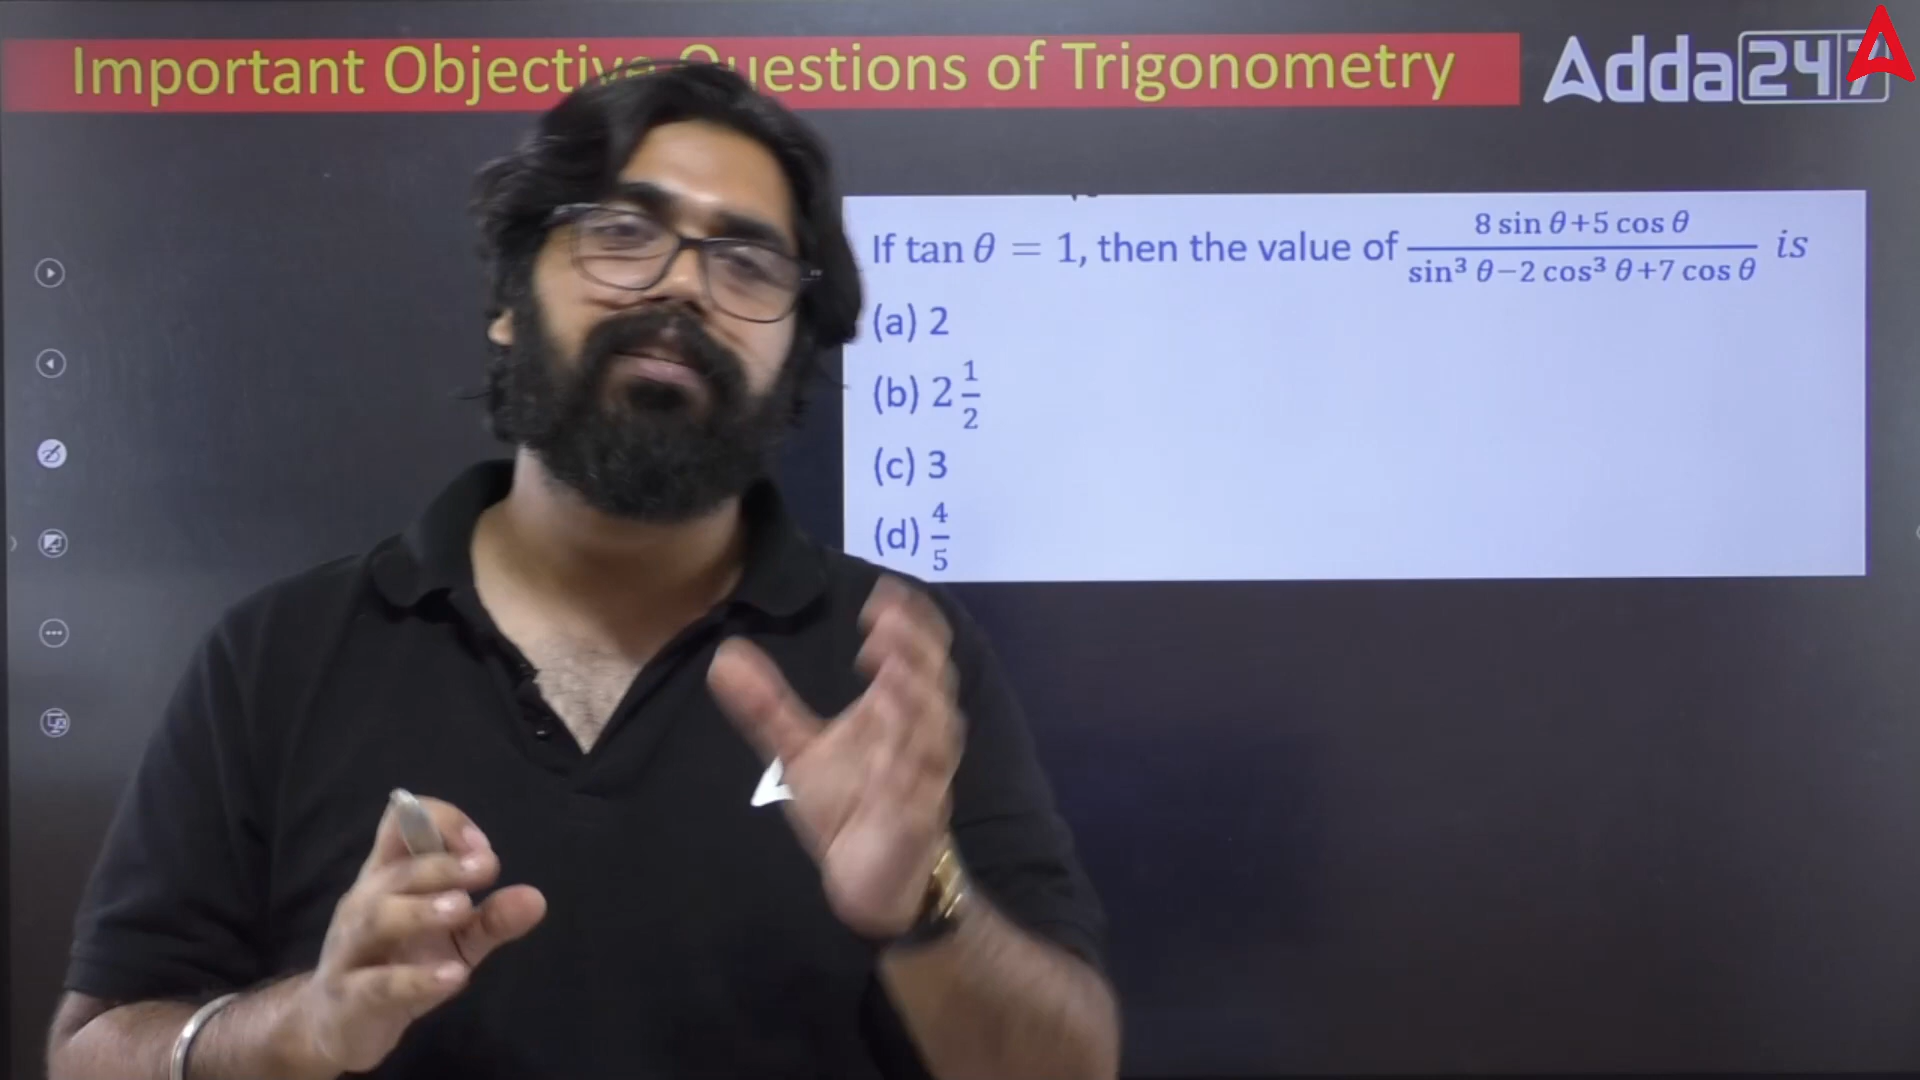 Important Objective Questions of Trigonometry
Adda247
If tan θ = 1, then the value of (8 sin θ+5 cos θ)/(sin³ θ−2 cos³ θ+7 cos θ) is
(a) 2
(b) 2 1/2
(c) 3
(d) 4/5